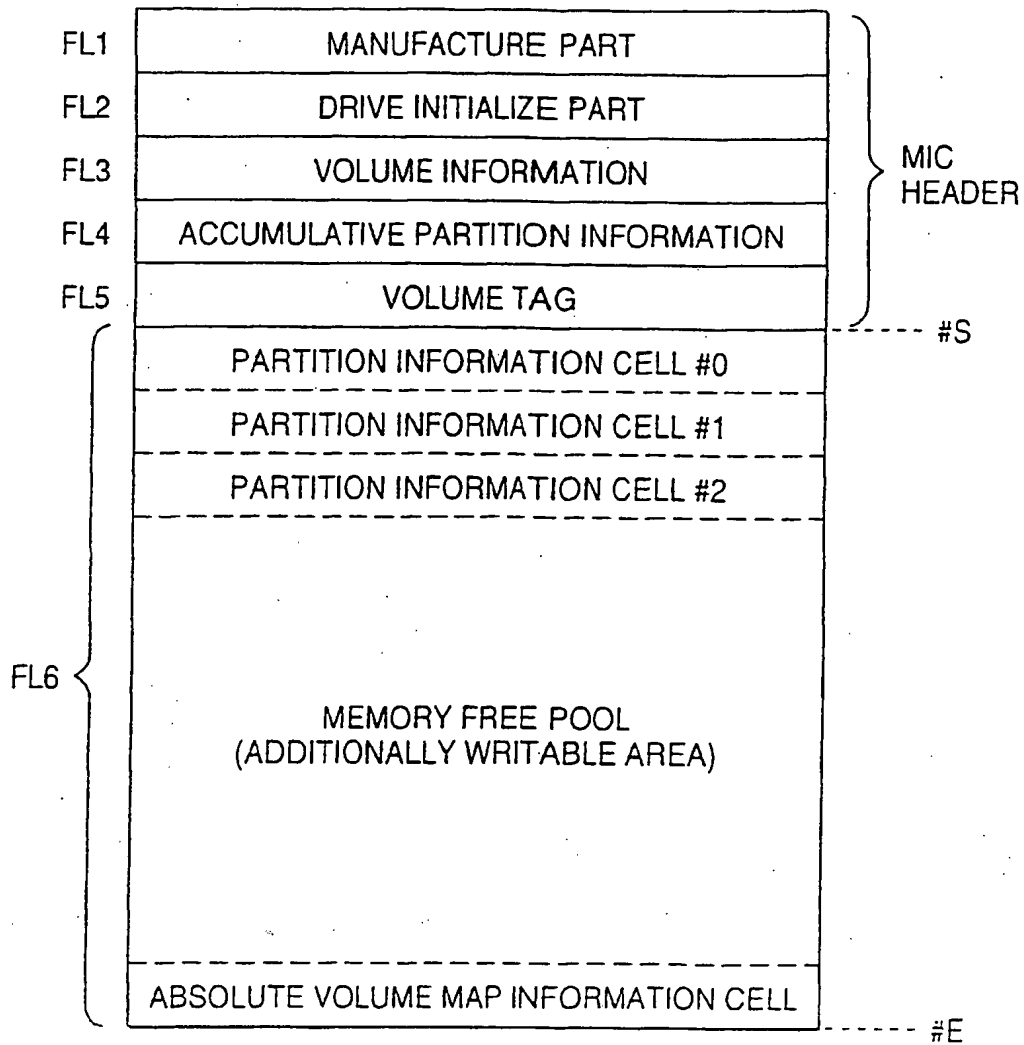 FL1 MANUFACTURE PART
FL2 DRIVE INITIALIZE PART
FL3 VOLUME INFORMATION
MIC
HEADER
FL4 ACCUMULATIVE PARTITION INFORMATION
FL5 VOLUME TAG
#S
PARTITION INFORMATION CELL #0
PARTITION INFORMATION CELL #1
PARTITION INFORMATION CELL #2
FL6
MEMORY FREE POOL
(ADDITIONALLY WRITABLE AREA)
ABSOLUTE VOLUME MAP INFORMATION CELL
#E